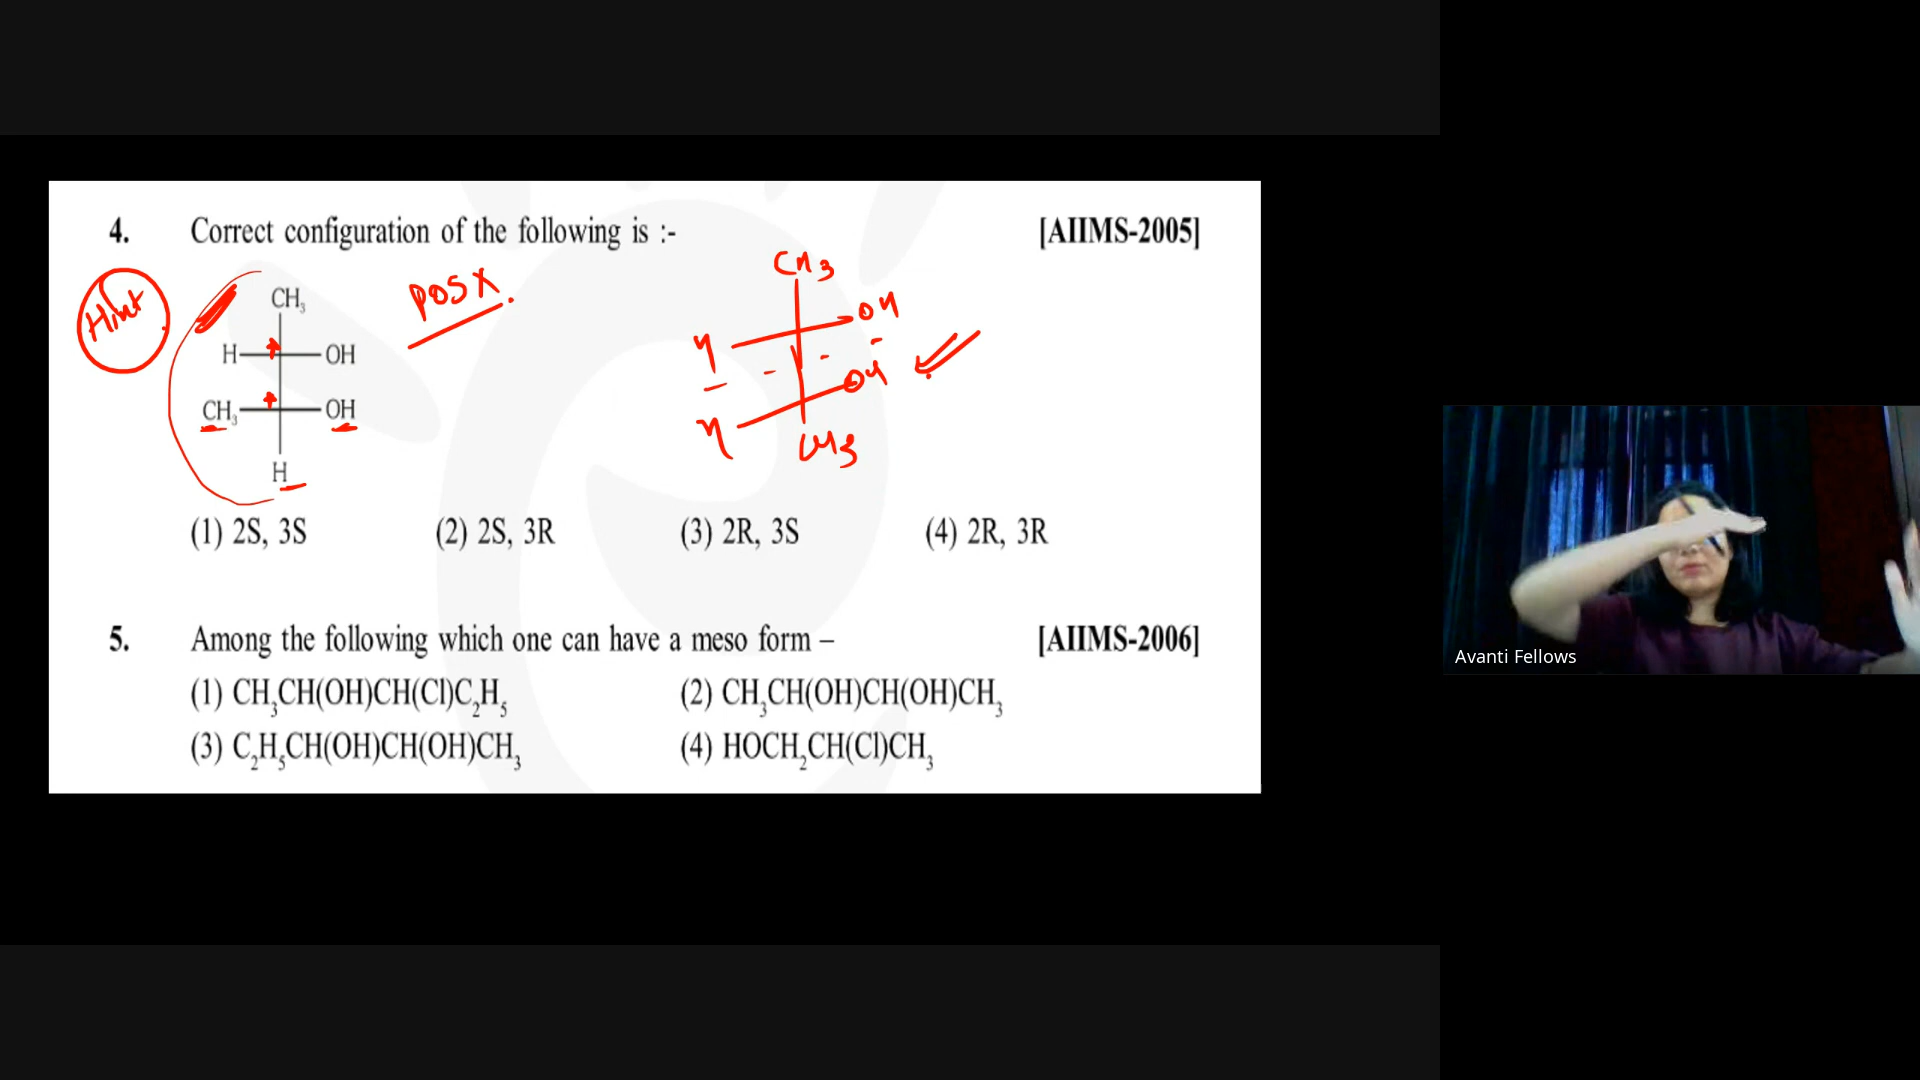 4. Correct configuration of the following is :- [AIIMS-2005]
Hint
POS X.
CH3
H OH
CH3 OH
H
CH3
H OH
H OH
CH3
(1) 2S, 3S (2) 2S, 3R (3) 2R, 3S (4) 2R, 3R
5. Among the following which one can have a meso form – [AIIMS-2006]
(1) CH3CH(OH)CH(Cl)C2H5 (2) CH3CH(OH)CH(OH)CH3
(3) C2H5CH(OH)CH(OH)CH3 (4) HOCH2CH(Cl)CH3
Avanti Fellows